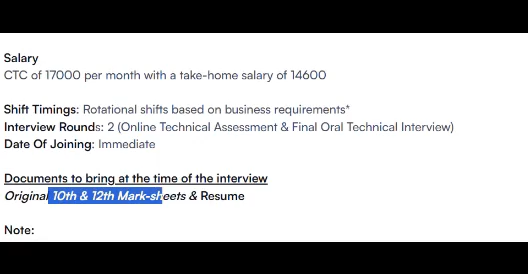 Salary
CTC of 17000 per month with a take-home salary of 14600
Shift Timings: Rotational shifts based on business requirements*
Interview Rounds: 2 (Online Technical Assessment & Final Oral Technical Interview)
Date Of Joining: Immediate
Documents to bring at the time of the interview
Original 10th & 12th Mark-sheets & Resume
Note: